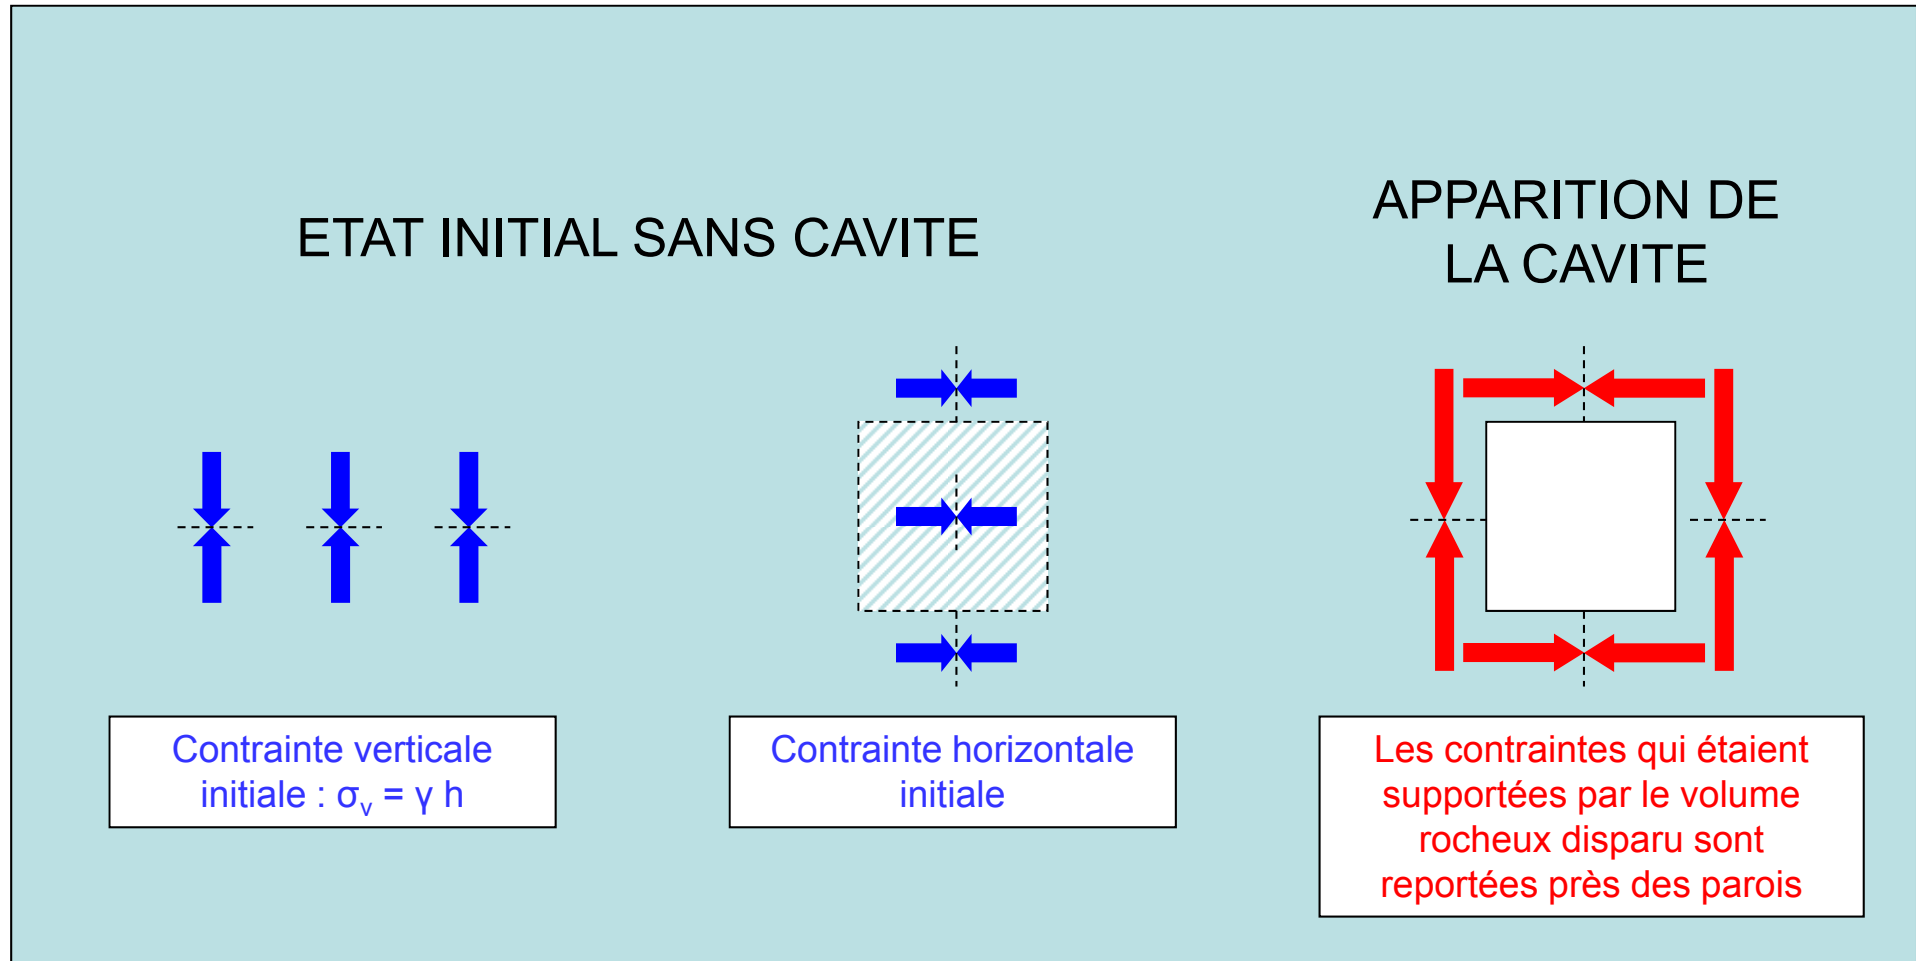 ETAT INITIAL SANS CAVITE
APPARITION DE
LA CAVITE
Contrainte verticale
initiale : σv = γ h
Contrainte horizontale
initiale
Les contraintes qui étaient
supportées par le volume
rocheux disparu sont
reportées près des parois